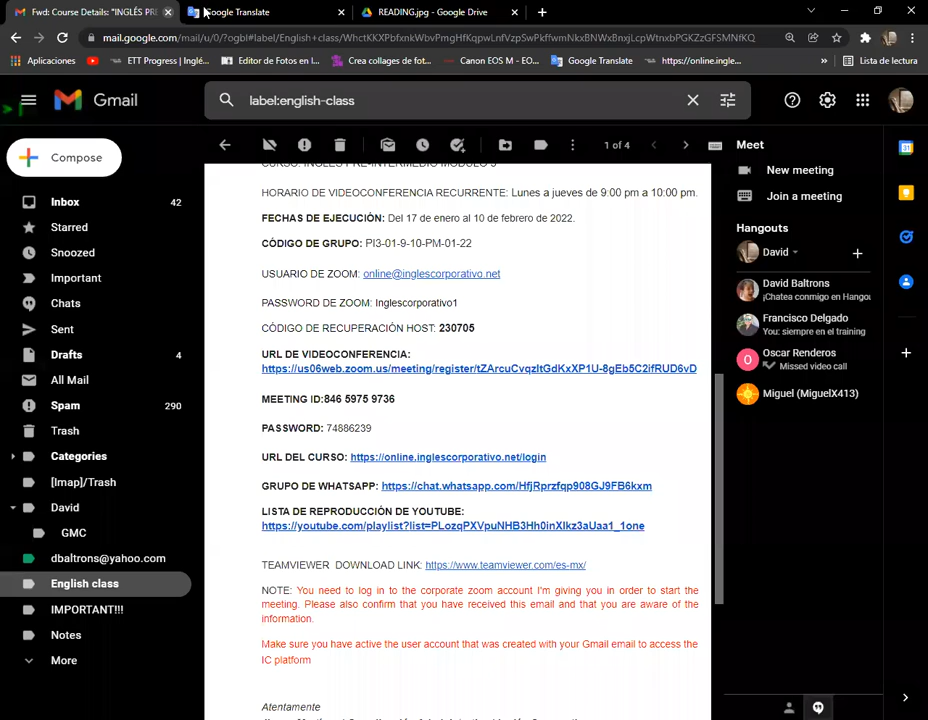 Fwd: Course Details: "INGLÉS PRE
Google Translate
READING.jpg - Google Drive
mail.google.com/mail/u/0/?ogbl#label/English+class/
Aplicaciones
ETT Progress | Inglé...
Editor de Fotos en l...
Crea collages de fot...
Canon EOS M - EO...
Google Translate
https://online.ingle...
»
Lista de lectura
Gmail
label:english-class
Compose
1 of 4
Meet
New meeting
Join a meeting
Hangouts
David
David Baltrons
¡Chatea conmigo en Hangou
Francisco Delgado
You: siempre en el training
Oscar Renderos
Missed video call
Miguel (MiguelX413)
Inbox 42
Starred
Snoozed
Important
Chats
Sent
Drafts 4
All Mail
Spam 290
Trash
Categories
[Imap]/Trash
David
GMC
dbaltrons@yahoo.com
English class
IMPORTANT!!!
Notes
More
CURSO: INGLÉS PRE-INTERMEDIO MÓDULO 3
HORARIO DE VIDEOCONFERENCIA RECURRENTE: Lunes a jueves de 9:00 pm a 10:00 pm.
FECHAS DE EJECUCIÓN: Del 17 de enero al 10 de febrero de 2022.
CÓDIGO DE GRUPO: PI3-01-9-10-PM-01-22
USUARIO DE ZOOM: online@inglescorporativo.net
PASSWORD DE ZOOM: Inglescorporativo1
CÓDIGO DE RECUPERACIÓN HOST: 230705
URL DE VIDEOCONFERENCIA:
https://us06web.zoom.us/meeting/register/tZArcuCvqzItGdKxXP1U-8gEb5C2ifRUD6vD
MEETING ID:846 5975 9736
PASSWORD: 74886239
URL DEL CURSO: https://online.inglescorporativo.net/login
GRUPO DE WHATSAPP: https://chat.whatsapp.com/HfjRprzfqp908GJ9FB6kxm
LISTA DE REPRODUCCIÓN DE YOUTUBE:
https://youtube.com/playlist?list=PLozqPXVpuNHB3Hh0inXIkz3aUaa1_1one
TEAMVIEWER DOWNLOAD LINK: https://www.teamviewer.com/es-mx/
NOTE: You need to log in to the corporate zoom account I'm giving you in order to start the
meeting. Please also confirm that you have received this email and that you are aware of the
information.
Make sure you have active the user account that was created with your Gmail email to access the
IC platform
Atentamente